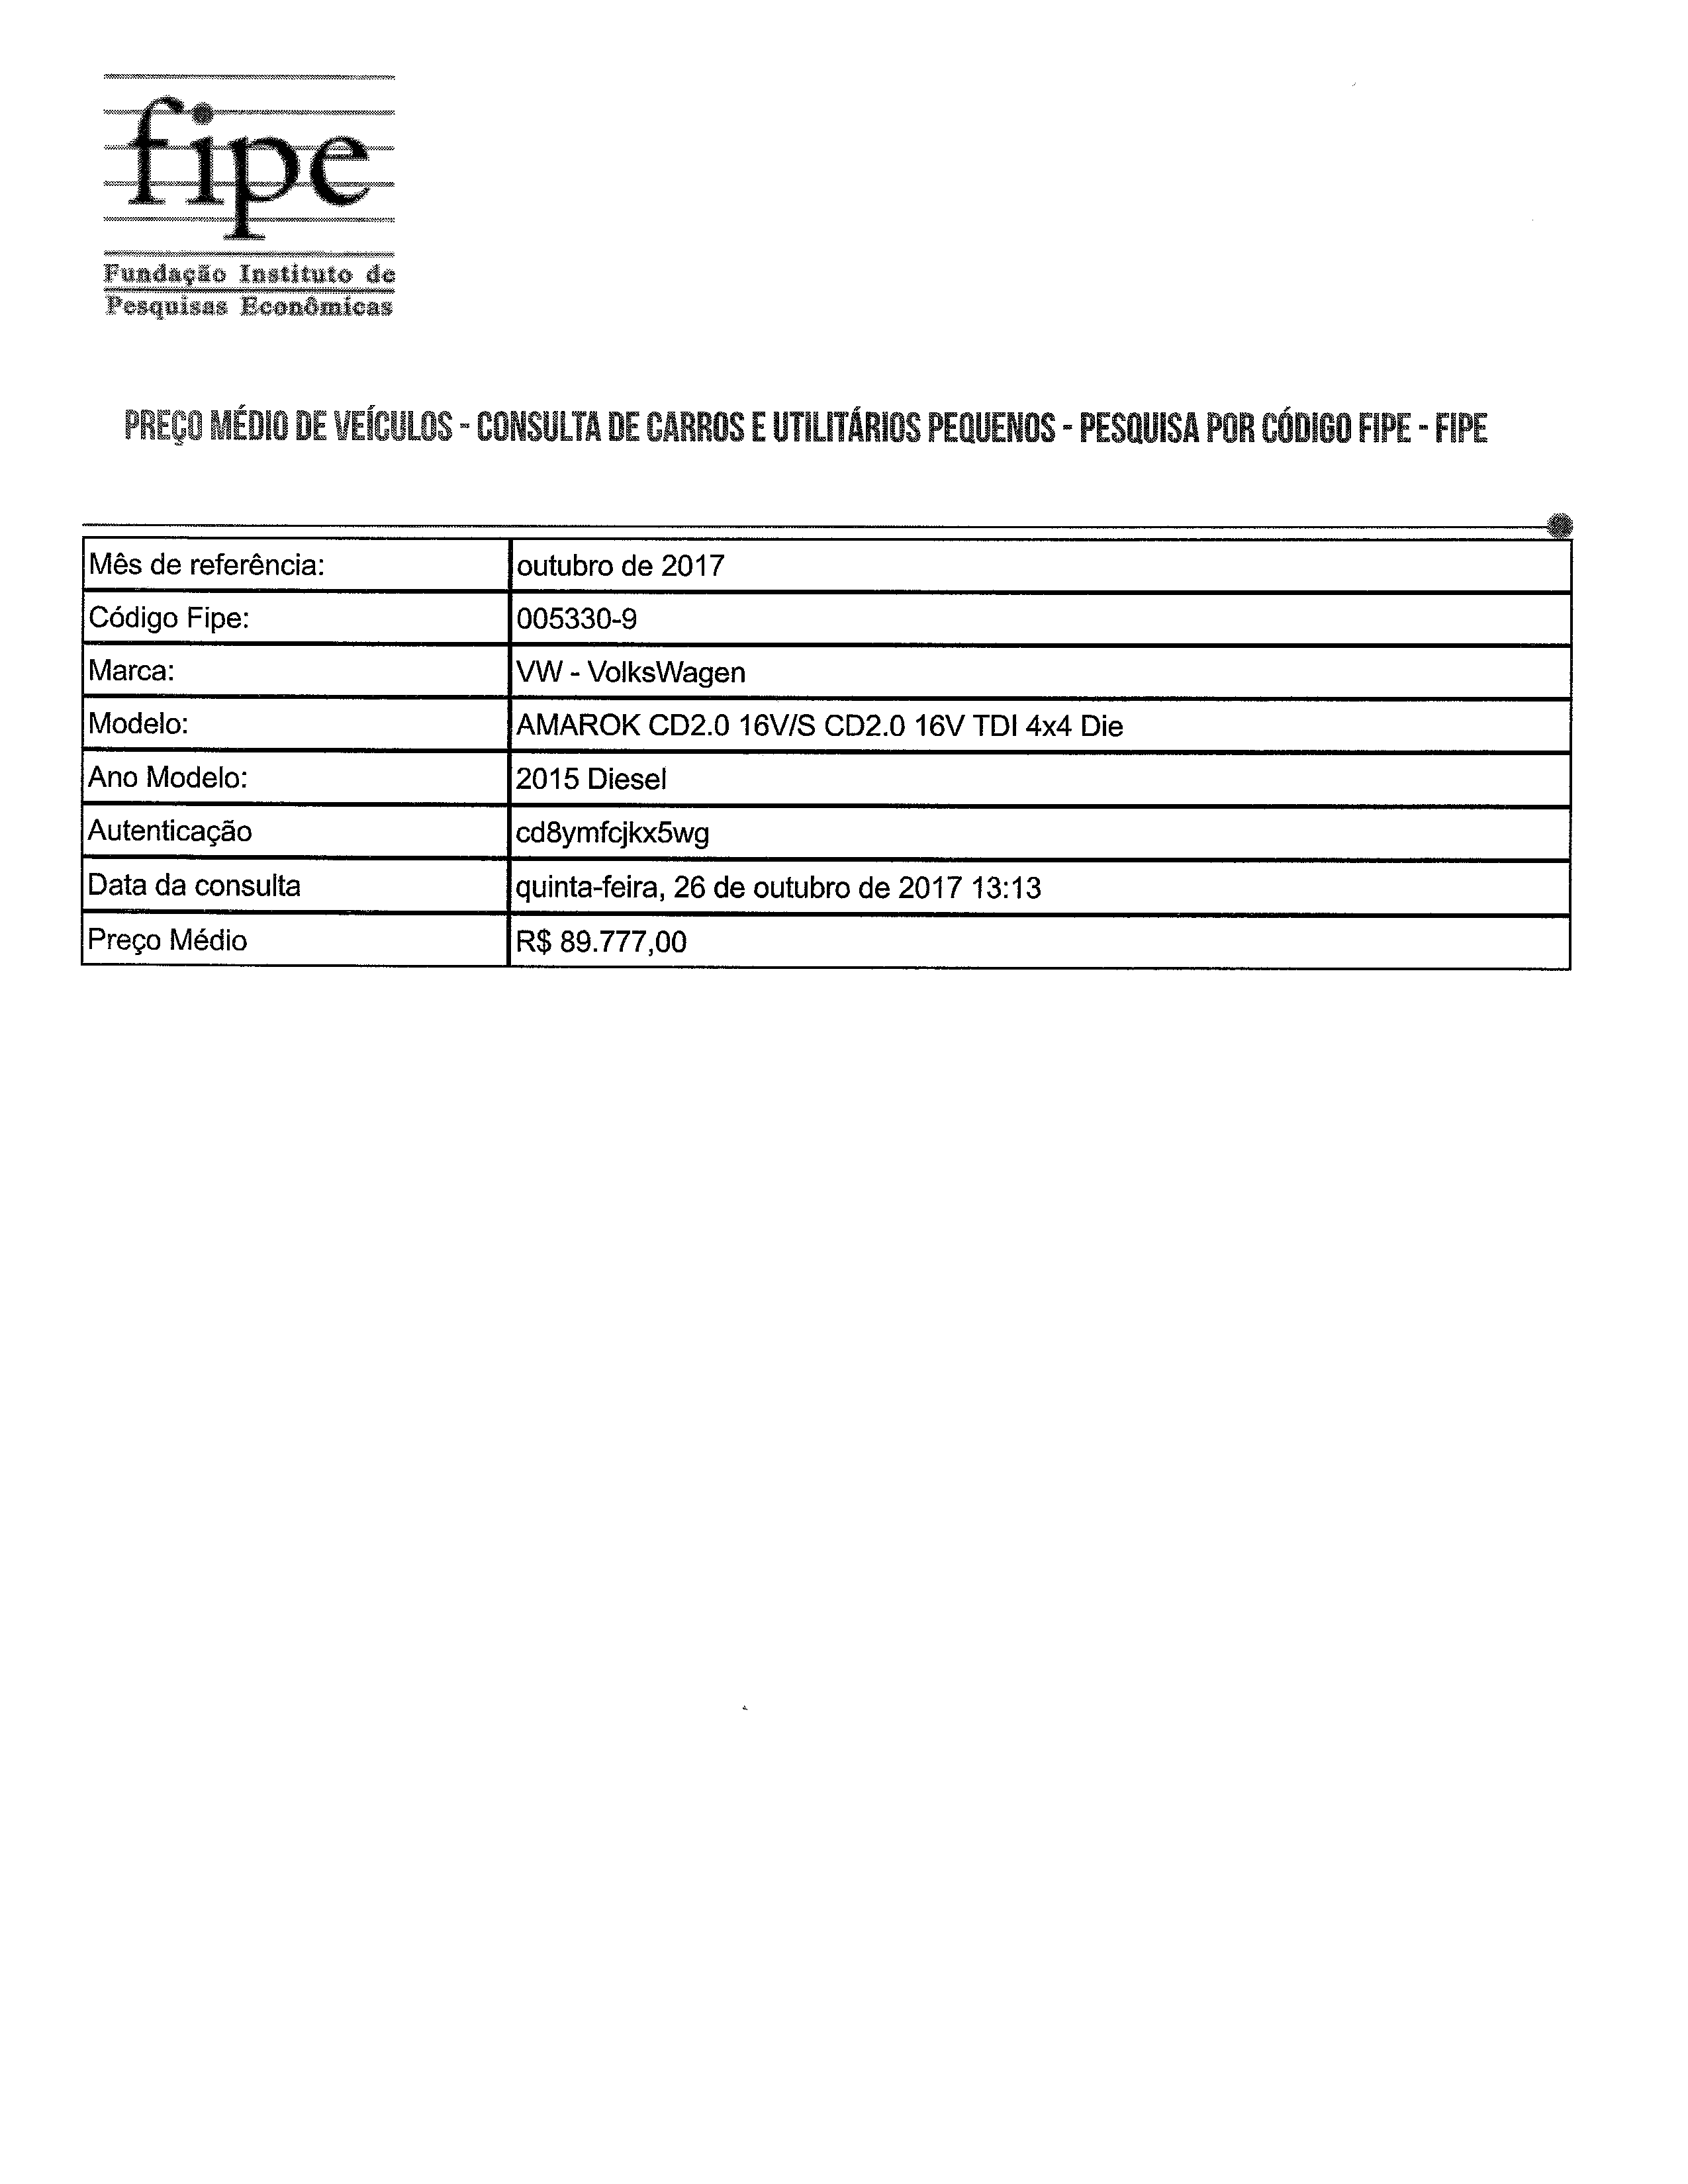 fipe
Fundação Instituto de
Pesquisas Econômicas
PREÇO MÉDIO DE VEÍCULOS - CONSULTA DE CARROS E UTILITÁRIOS PEQUENOS - PESQUISA POR CÓDIGO FIPE - FIPE
Mês de referência: outubro de 2017
Código Fipe: 005330-9
Marca: VW - VolksWagen
Modelo: AMAROK CD2.0 16V/S CD2.0 16V TDI 4x4 Die
Ano Modelo: 2015 Diesel
Autenticação cd8ymfcjkx5wg
Data da consulta quinta-feira, 26 de outubro de 2017 13:13
Preço Médio R$ 89.777,00